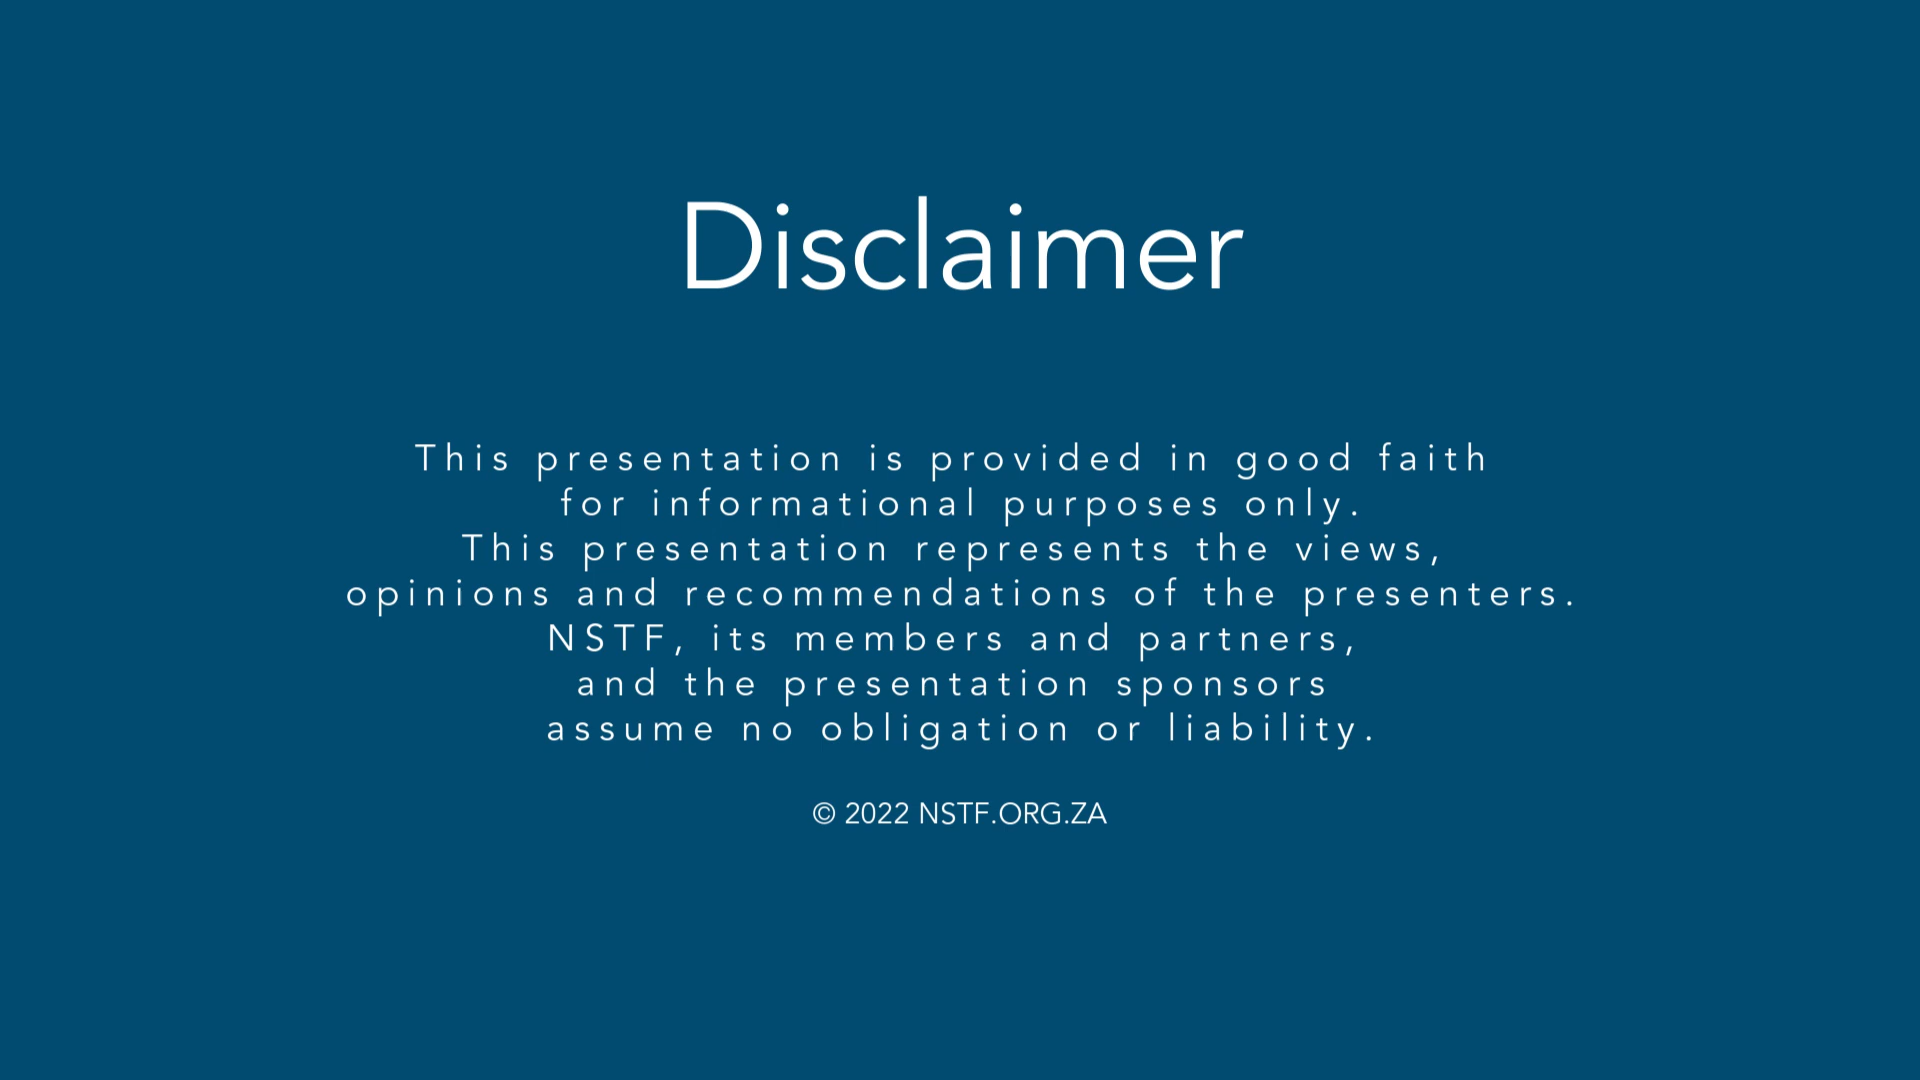 Disclaimer
This presentation is provided in good faith
for informational purposes only.
This presentation represents the views,
opinions and recommendations of the presenters.
NSTF, its members and partners,
and the presentation sponsors
assume no obligation or liability.
© 2022 NSTF.ORG.ZA